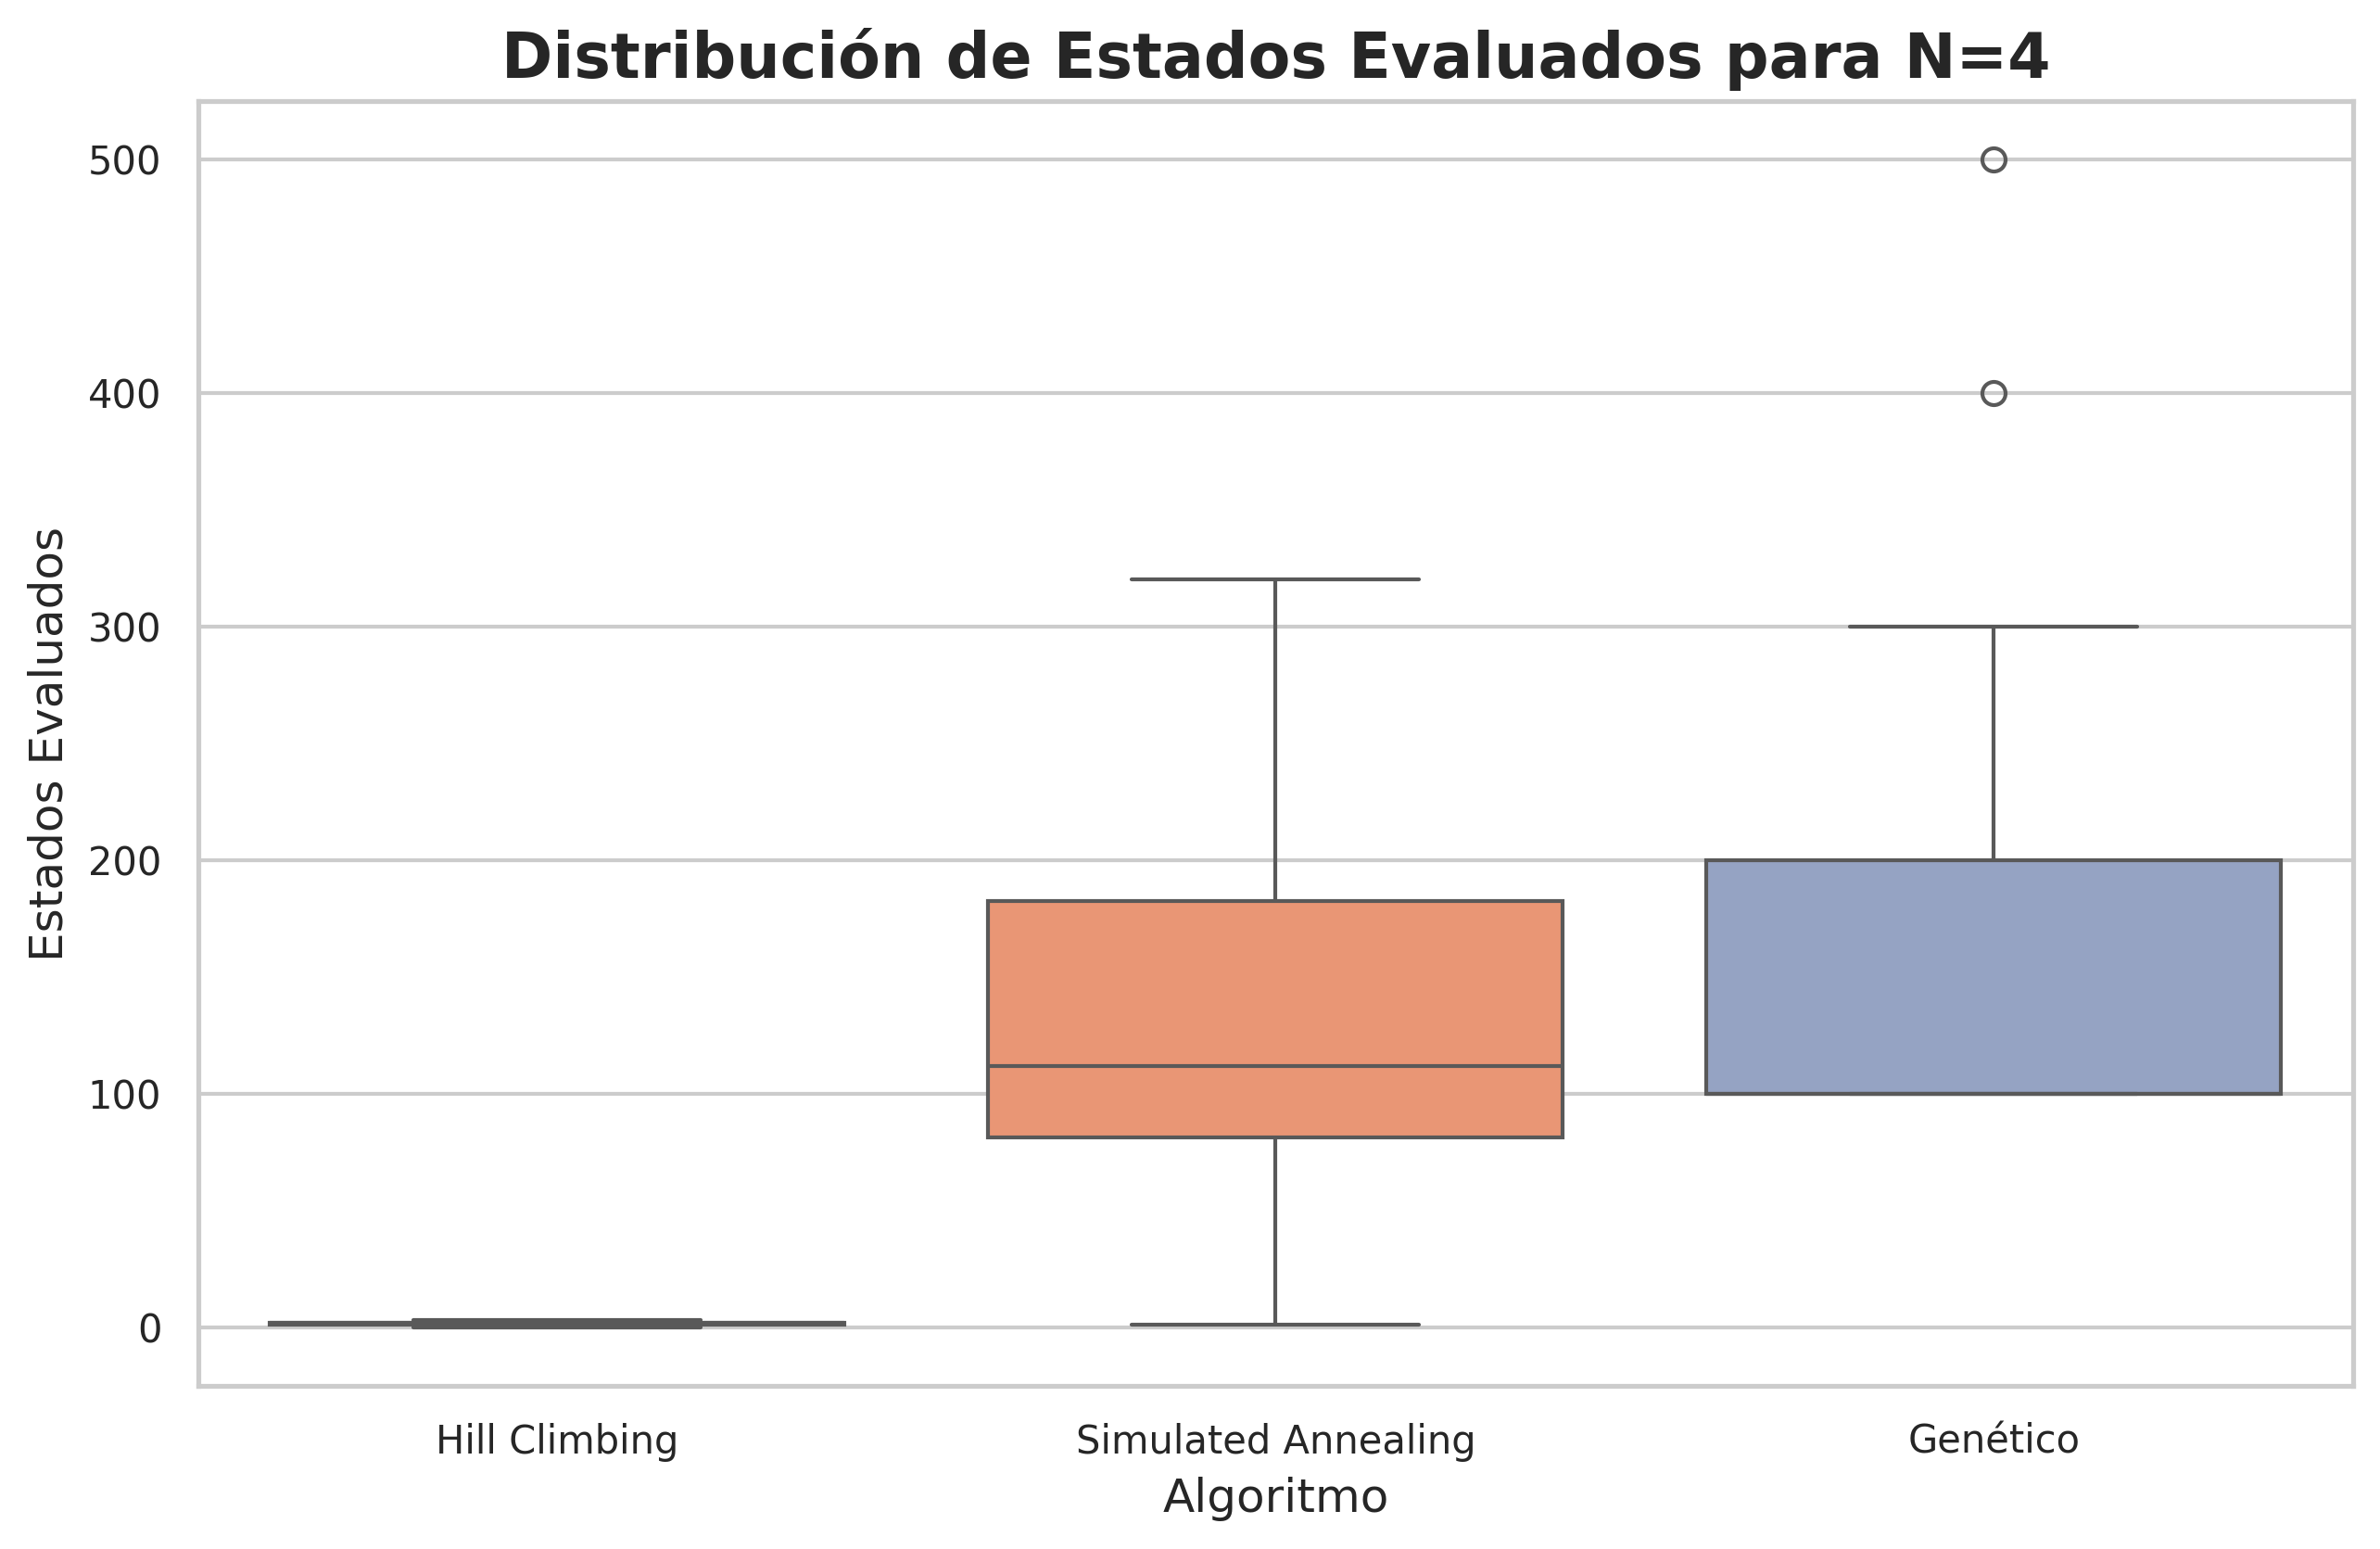 Distribución de Estados Evaluados para N=4
Estados Evaluados
500
400
300
200
100
0
Hill Climbing
Simulated Annealing
Genético
Algoritmo